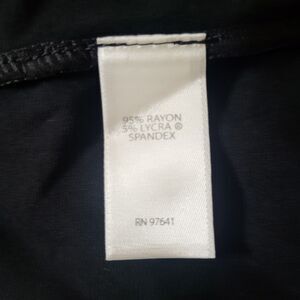 95% RAYON
5% LYCRA ®
SPANDEX
RN 97641